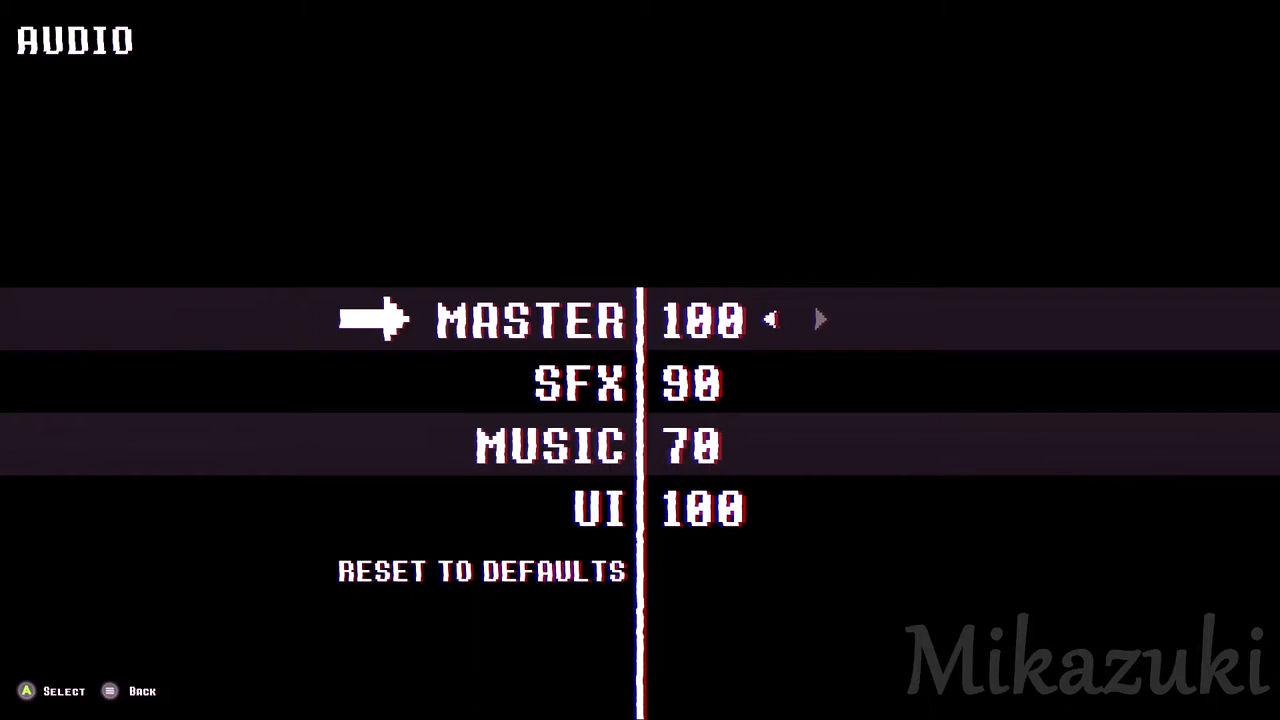 AUDIO
MASTER 100
SFX 90
MUSIC 70
UI 100
RESET TO DEFAULTS
A SELECT BACK
Mikazuki